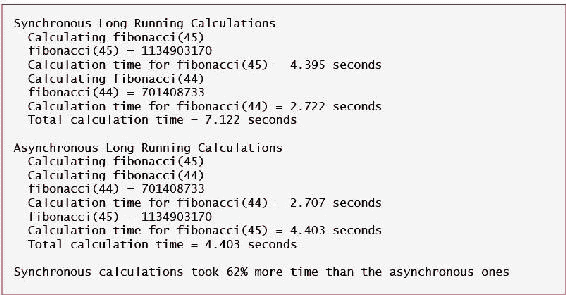 Synchronous Long Running Calculations
Calculating fibonacci(45)
fibonacci(45) = 1134903170
Calculation time for fibonacci(45) = 4.395 seconds
Calculating fibonacci(44)
fibonacci(44) = 701408733
Calculation time for fibonacci(44) = 2.722 seconds
Total calculation time = 7.122 seconds
Asynchronous Long Running Calculations
Calculating fibonacci(45)
Calculating fibonacci(44)
fibonacci(44) = 701408733
Calculation time for fibonacci(44) = 2.707 seconds
fibonacci(45) = 1134903170
Calculation time for fibonacci(45) = 4.403 seconds
Total calculation time = 4.403 seconds
Synchronous calculations took 62% more time than the asynchronous ones